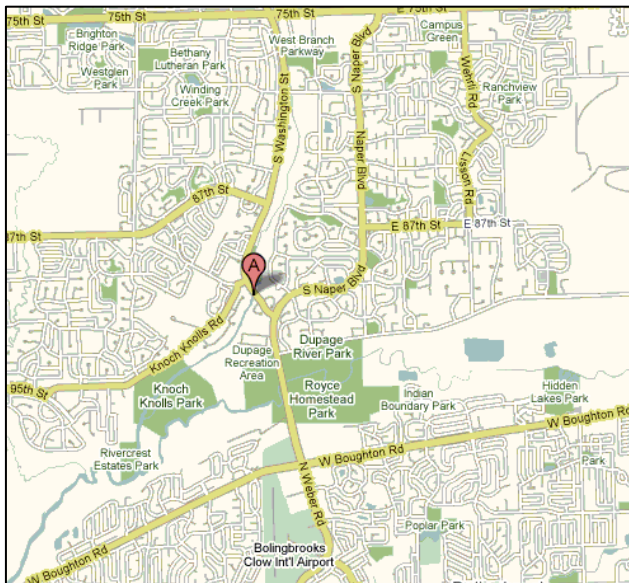 75th St
75th St
75th St
E 75th St
Brighton
Ridge Park
Bethany
Lutheran Park
West Branch
Parkway
S Naper Blvd
Campus
Green
Westglen
Park
Winding
Creek Park
S Washington St
Naper Blvd
Wehrli Rd
Ranchview
Park
87th St
Lisson Rd
87th St
E 87th St
E 87th St
A
S Naper Blvd
Knoch Knolls Rd
Dupage
River Park
Dupage
Recreation
Area
95th St
Knoch
Knolls Park
Royce
Homestead
Park
Indian
Boundary Park
Hidden
Lakes Park
W Boughton Rd
W Boughton Rd
Rivercrest
Estates Park
N Weber Rd
Park
Poplar Park
W Boughton Rd
Bolingbrooks
Clow Int'l Airport